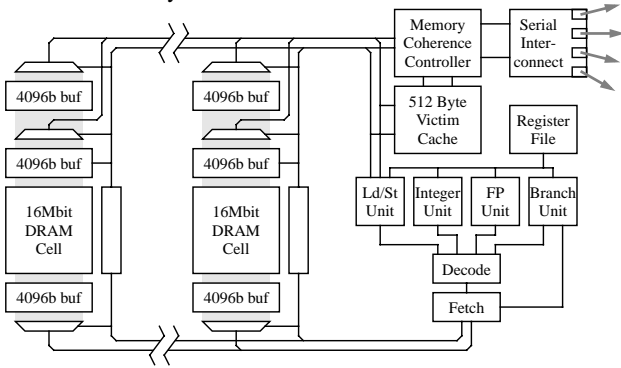 Memory
Coherence
Controller
Serial
Inter-
connect
4096b buf
4096b buf
512 Byte
Victim
Cache
Register
File
4096b buf
4096b buf
16Mbit
DRAM
Cell
16Mbit
DRAM
Cell
Ld/St
Unit
Integer
Unit
FP
Unit
Branch
Unit
Decode
4096b buf
4096b buf
Fetch